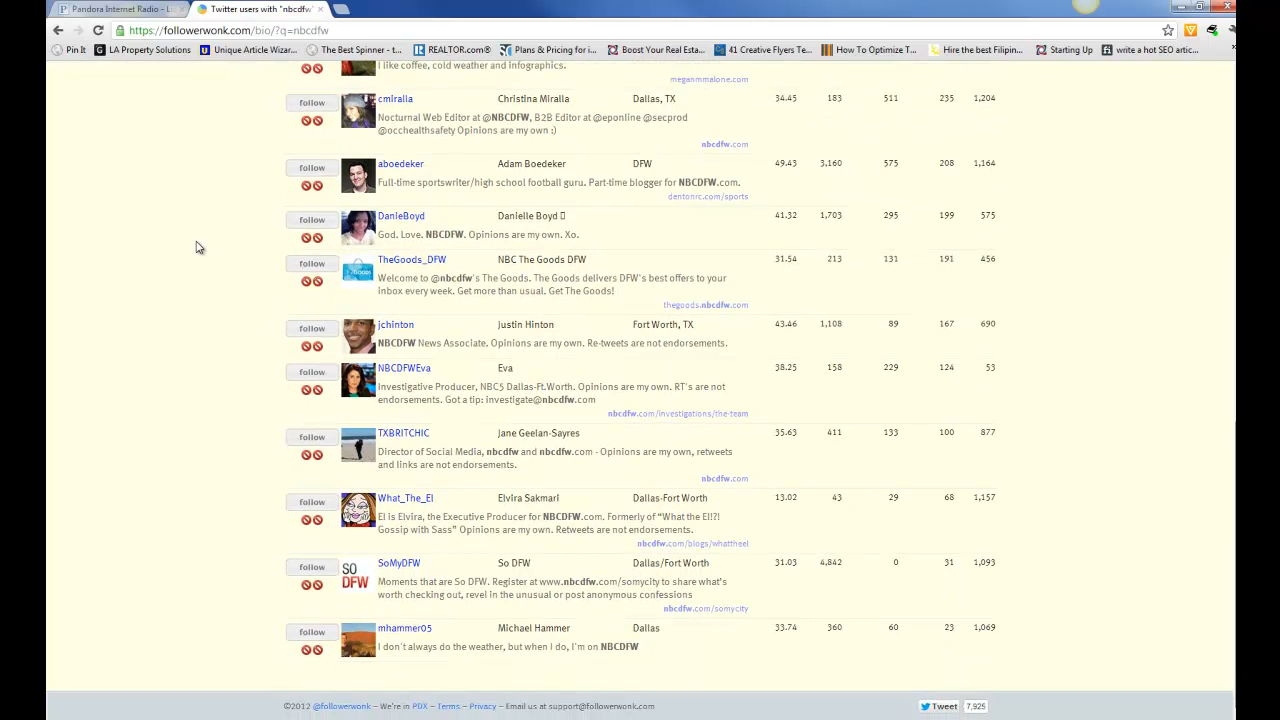 Pandora Internet Radio - Li
Twitter users with "nbcdfw"
https://followerwonk.com/bio/?q=nbcdfw
Pin It
LA Property Solutions
Unique Article Wizar...
The Best Spinner - t...
REALTOR.com®
Plans & Pricing for i...
Boost Your Real Esta...
41 Creative Flyers Te...
How To Optimize T...
Hire the best Filipin...
Starting Up
write a hot SEO artic...
I like coffee, cold weather and infographics.
meganmmalone.com
follow cmiralla Christina Miralla Dallas, TX 34.45 183 511 235 1,204
Nocturnal Web Editor at @NBCDFW, B2B Editor at @eponline @secprod
@occhealthsafety Opinions are my own :)
nbcdfw.com
follow aboedeker Adam Boedeker DFW 49.43 3,160 575 208 1,164
Full-time sportswriter/high school football guru. Part-time blogger for NBCDFW.com.
dentonrc.com/sports
follow DanieBoyd Danielle Boyd 41.32 1,703 295 199 575
God. Love. NBCDFW. Opinions are my own. Xo.
follow TheGoods_DFW NBC The Goods DFW 31.54 213 131 191 456
Welcome to @nbcdfw's The Goods. The Goods delivers DFW's best offers to your
inbox every week. Get more than usual. Get The Goods!
thegoods.nbcdfw.com
follow jchinton Justin Hinton Fort Worth, TX 43.46 1,108 89 167 690
NBCDFW News Associate. Opinions are my own. Re-tweets are not endorsements.
follow NBCDFWEva Eva 38.25 158 229 124 53
Investigative Producer, NBC5 Dallas-Ft.Worth. Opinions are my own. RT's are not
endorsements. Got a tip: investigate@nbcdfw.com
nbcdfw.com/investigations/the-team
follow TXBRITCHIC Jane Geelan-Sayres 35.63 411 133 100 877
Director of Social Media, nbcdfw and nbcdfw.com - Opinions are my own, retweets
and links are not endorsements.
nbcdfw.com
follow What_The_El Elvira Sakmari Dallas-Fort Worth 13.02 43 29 68 1,157
El is Elvira, the Executive Producer for NBCDFW.com. Formerly of "What the El!?!
Gossip with Sass" Opinions are my own. Retweets are not endorsements.
nbcdfw.com/blogs/whattheel
follow SO DFW SoMyDFW So DFW Dallas/Fort Worth 31.03 4,842 0 31 1,093
Moments that are So DFW. Register at www.nbcdfw.com/somycity to share what's
worth checking out, revel in the unusual or post anonymous confessions
nbcdfw.com/somycity
follow mhammer05 Michael Hammer Dallas 33.74 360 60 23 1,069
I don't always do the weather, but when I do, I'm on NBCDFW
©2012 @followerwonk – We're in PDX – Terms – Privacy – Email us at support@followerwonk.com
Tweet 7,925